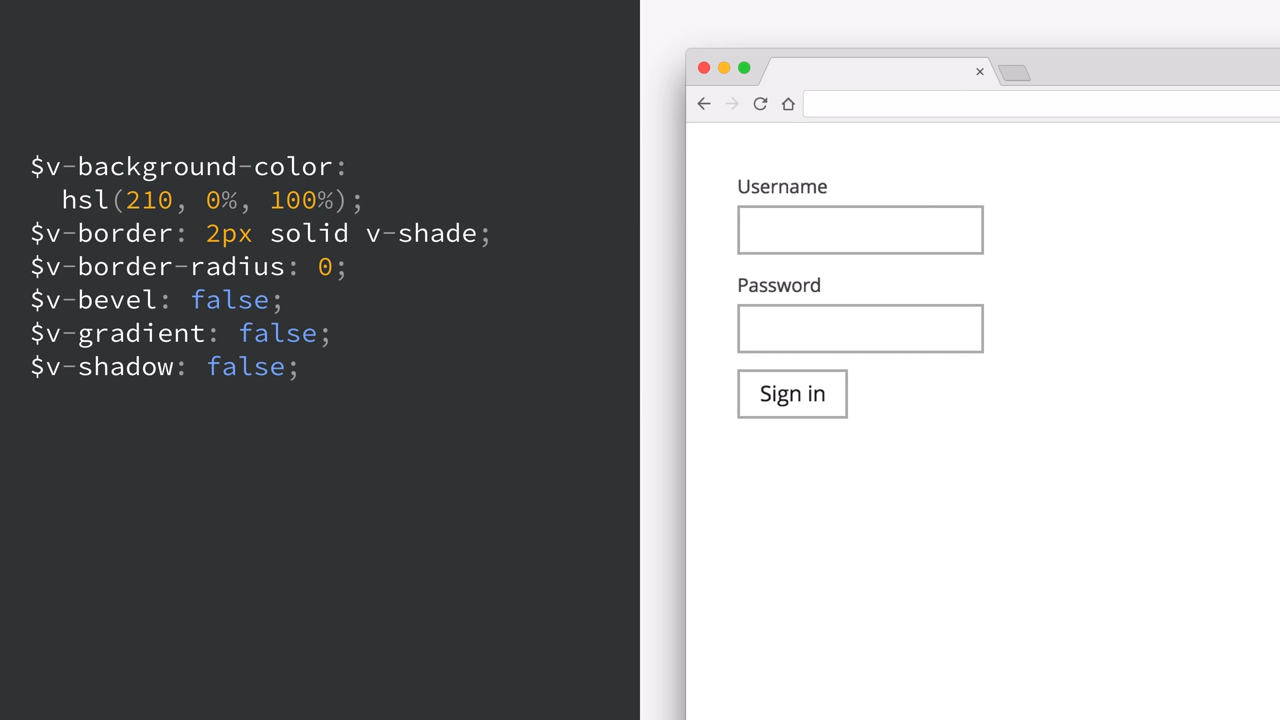 $v-background-color:
  hsl(210, 0%, 100%);
$v-border: 2px solid v-shade;
$v-border-radius: 0;
$v-bevel: false;
$v-gradient: false;
$v-shadow: false;
Username
Password
Sign in